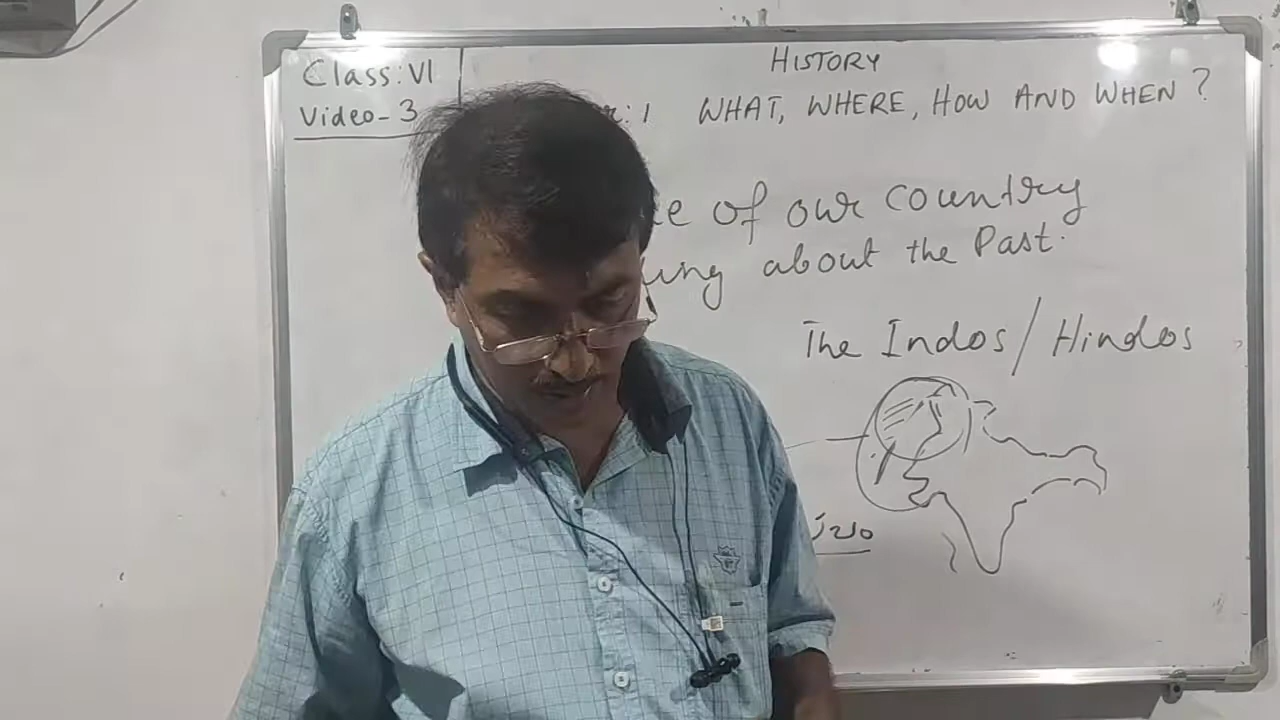 HISTORY
Class: VI
Video-3
: 1 WHAT, WHERE, HOW AND WHEN ?
of our country
about the Past.
The Indos / Hindos